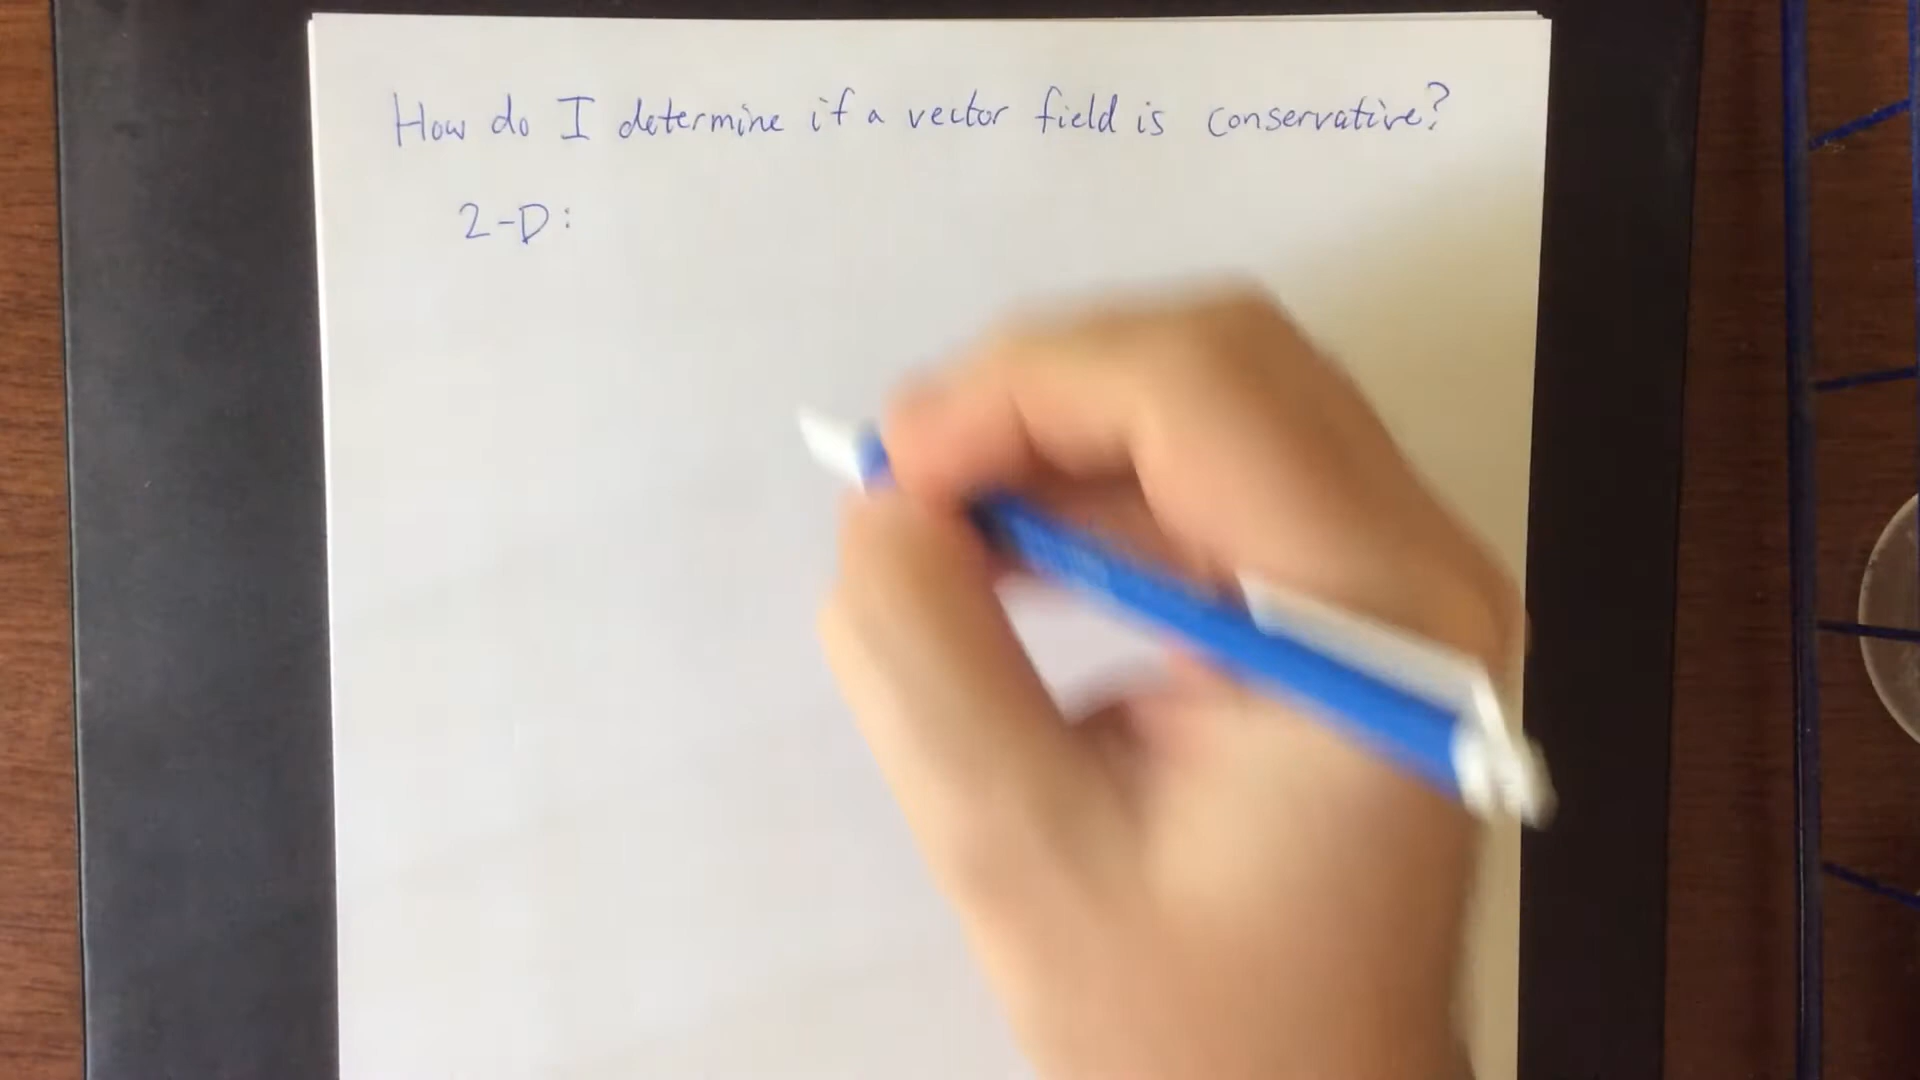 How do I determine if a vector field is conservative?
2-D: